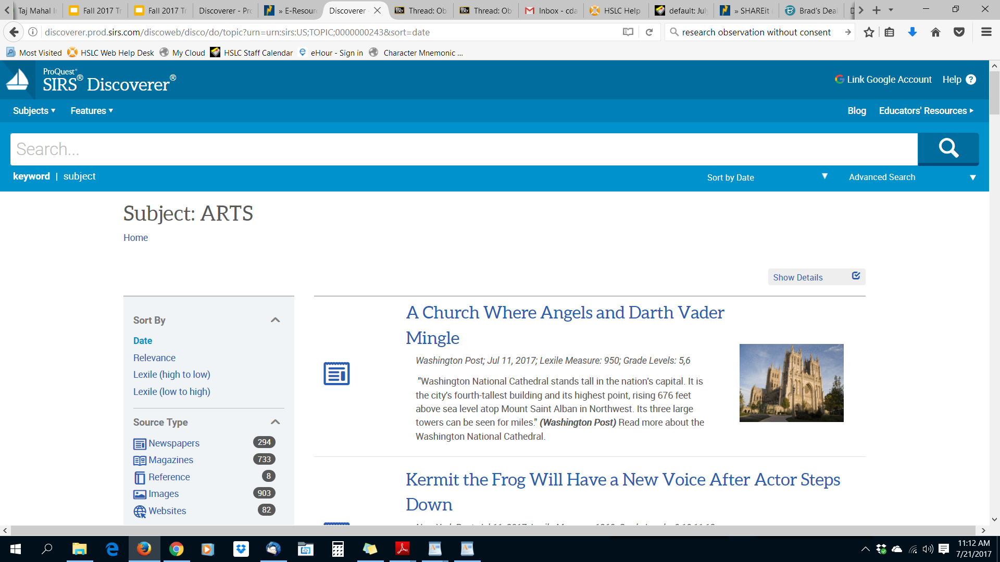 Taj Mahal I
Fall 2017 Tr
Fall 2017 Tr
Discoverer - Pr
» E-Resour
Discoverer
Thread: Ob
Thread: Ob
Inbox - cda
HSLC Help
default: Jul
» SHAREit
Brad's Deal
discoverer.prod.sirs.com/discoweb/disco/do/topic?urn=urn:sirs:US;TOPIC;0000000243&sort=date
research observation without consent
Most Visited
HSLC Web Help Desk
My Cloud
HSLC Staff Calendar
eHour - Sign in
Character Mnemonic ...
ProQuest®
SIRS® Discoverer®
Link Google Account
Help ?
Subjects
Features
Blog
Educators' Resources
Search...
keyword | subject
Sort by Date
Advanced Search
Subject: ARTS
Home
Show Details
Sort By
Date
Relevance
Lexile (high to low)
Lexile (low to high)
Source Type
Newspapers 294
Magazines 733
Reference 8
Images 903
Websites 82
A Church Where Angels and Darth Vader
Mingle
Washington Post; Jul 11, 2017; Lexile Measure: 950; Grade Levels: 5,6
"Washington National Cathedral stands tall in the nation's capital. It is
the city's fourth-tallest building and its highest point, rising 676 feet
above sea level atop Mount Saint Alban in Northwest. Its three large
towers can be seen for miles." (Washington Post) Read more about the
Washington National Cathedral.
Kermit the Frog Will Have a New Voice After Actor Steps
Down
11:12 AM
7/21/2017